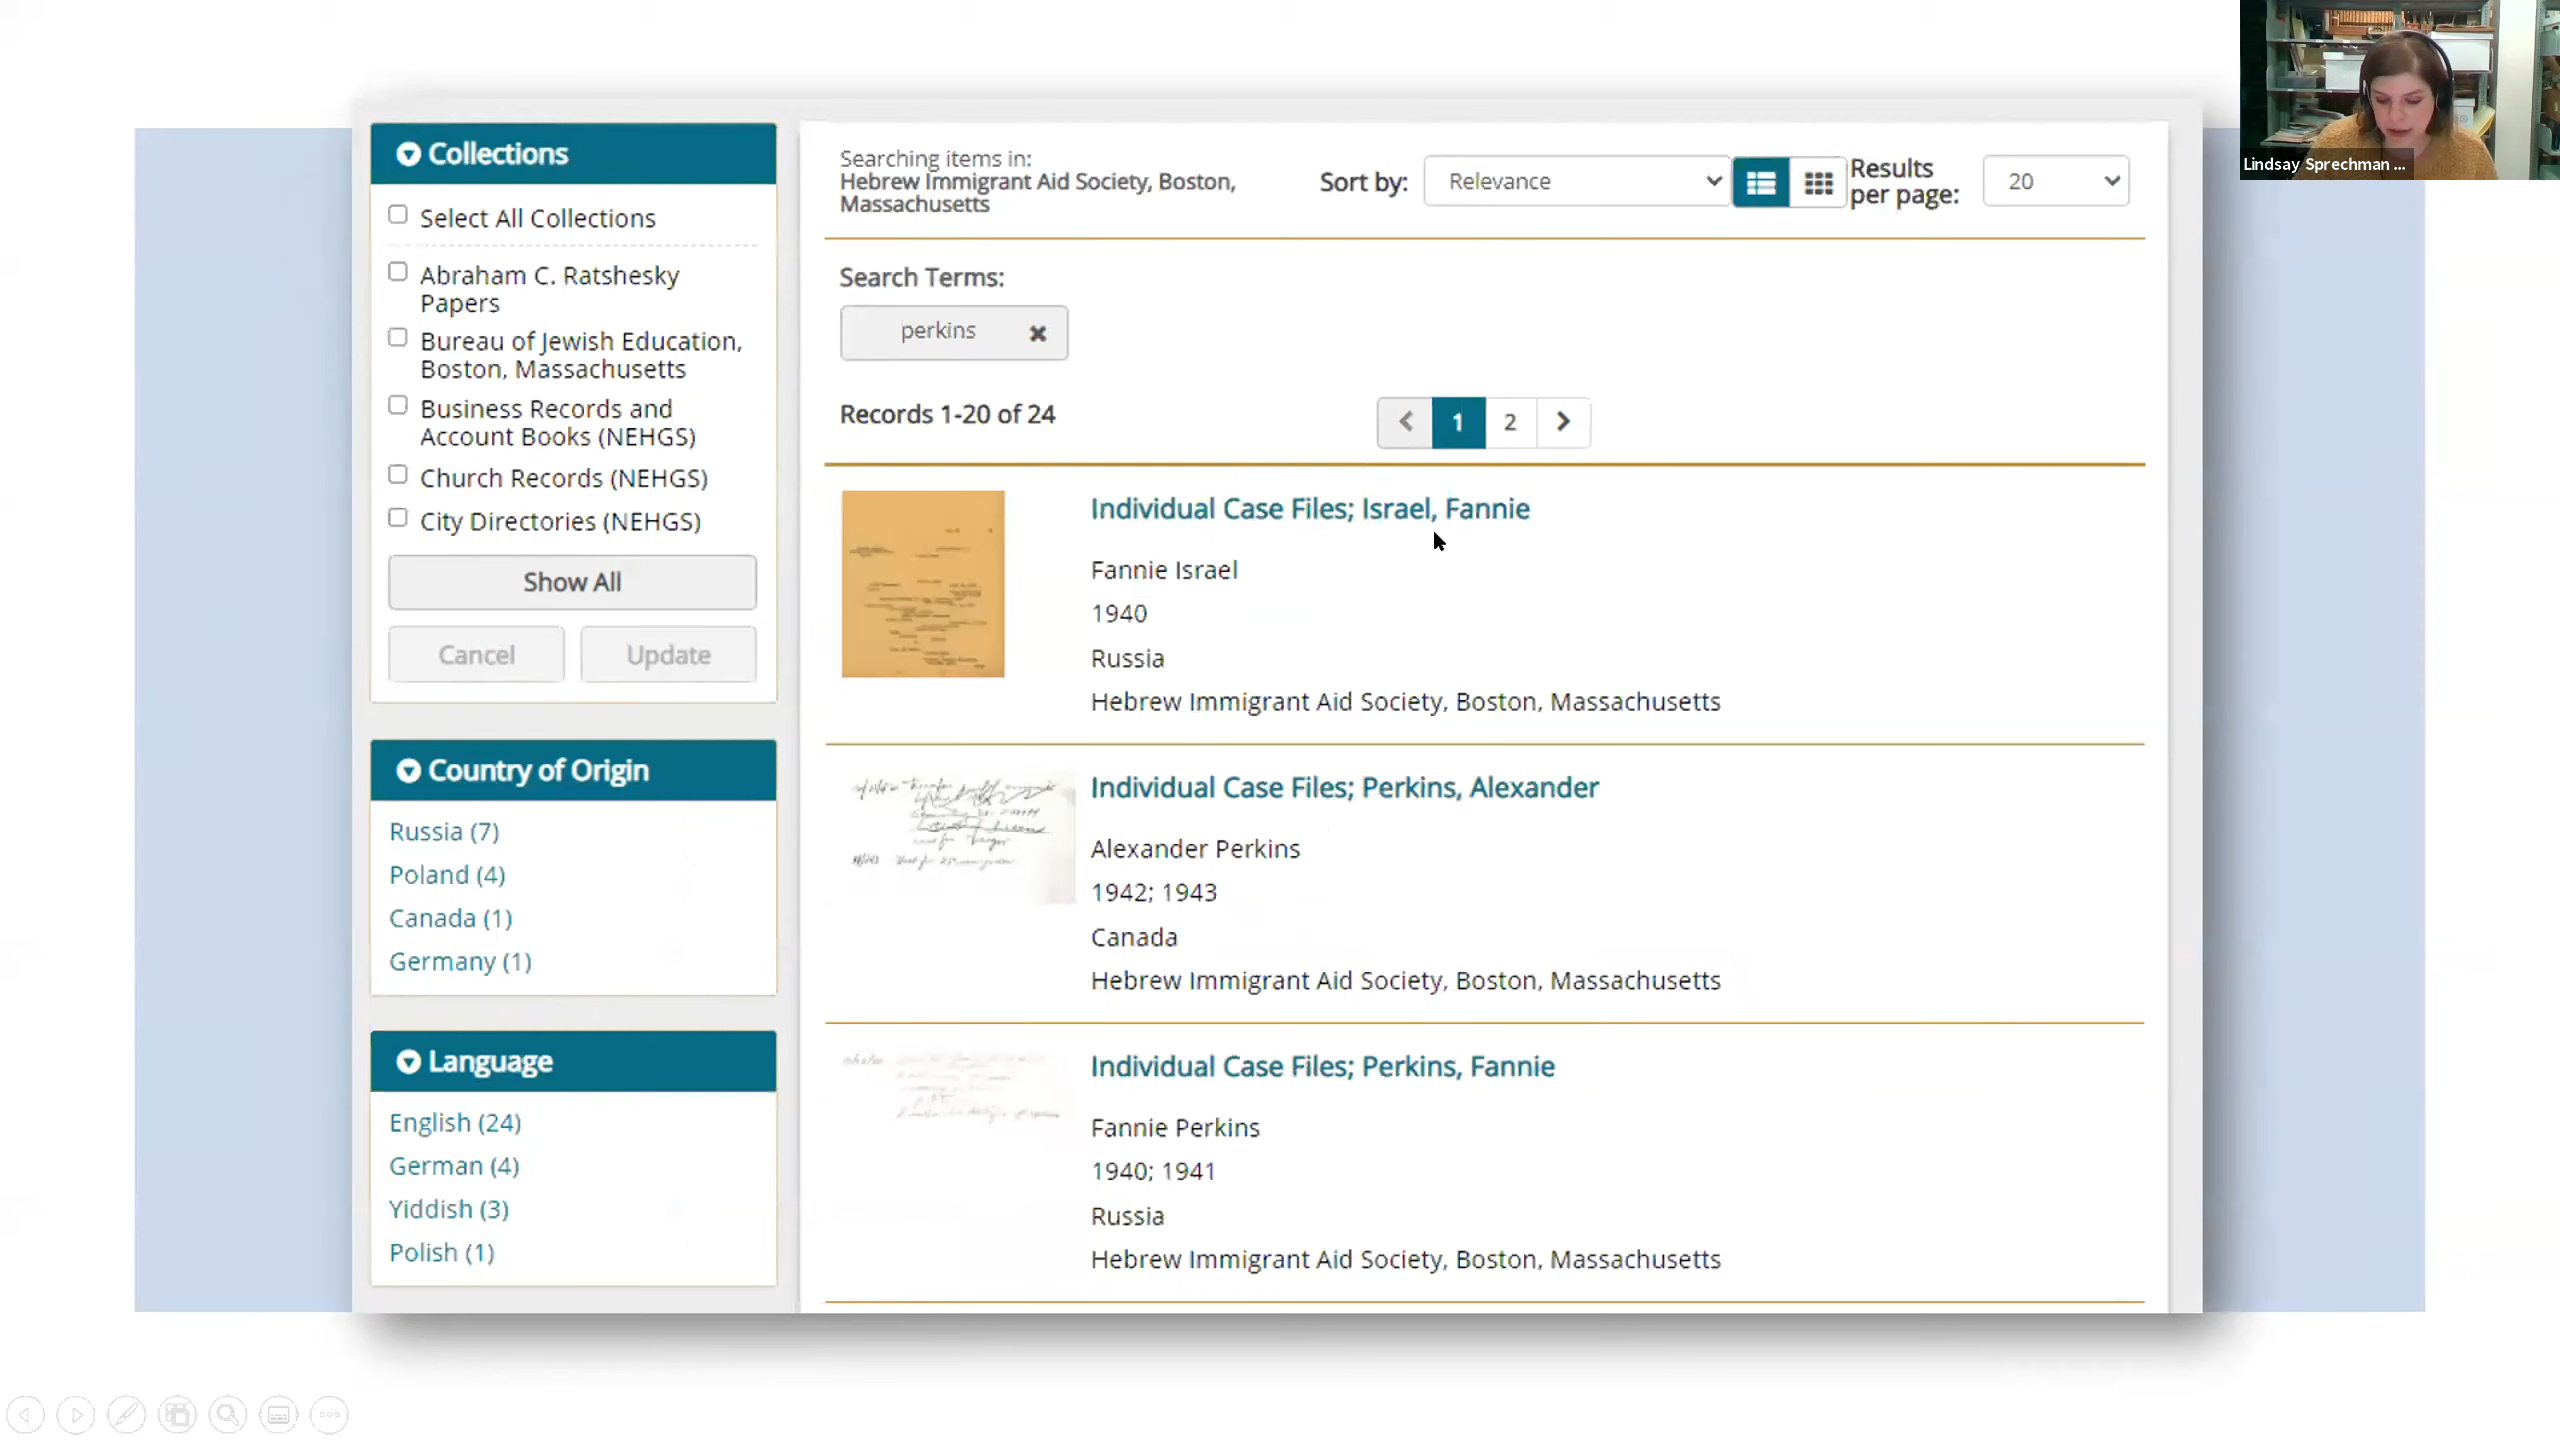 Collections
Select All Collections
Abraham C. Ratshesky
Papers
Bureau of Jewish Education,
Boston, Massachusetts
Business Records and
Account Books (NEHGS)
Church Records (NEHGS)
City Directories (NEHGS)
Show All
Cancel
Update
Country of Origin
Russia (7)
Poland (4)
Canada (1)
Germany (1)
Language
English (24)
German (4)
Yiddish (3)
Polish (1)
Searching items in:
Hebrew Immigrant Aid Society, Boston,
Massachusetts
Sort by:
Relevance
Results
per page:
20
Search Terms:
perkins
Records 1-20 of 24
1
2
Individual Case Files; Israel, Fannie
Fannie Israel
1940
Russia
Hebrew Immigrant Aid Society, Boston, Massachusetts
Individual Case Files; Perkins, Alexander
Alexander Perkins
1942; 1943
Canada
Hebrew Immigrant Aid Society, Boston, Massachusetts
Individual Case Files; Perkins, Fannie
Fannie Perkins
1940; 1941
Russia
Hebrew Immigrant Aid Society, Boston, Massachusetts
Lindsay Sprechman ...